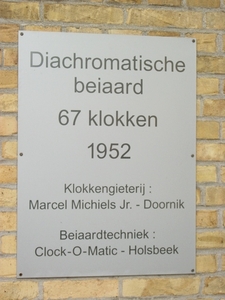 Diachromatische
beiaard
67 klokken
1952
Klokkengieterij :
Marcel Michiels Jr. - Doornik
Beiaardtechniek :
Clock-O-Matic - Holsbeek